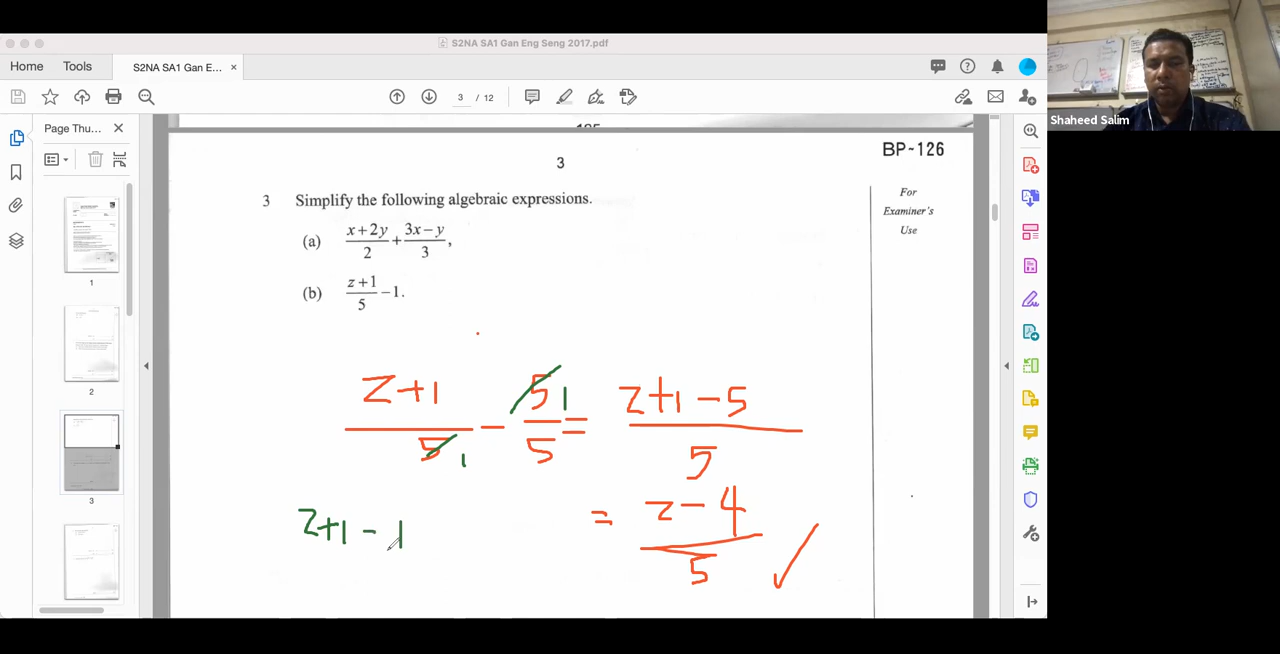 S2NA SA1 Gan Eng Seng 2017.pdf
Home Tools S2NA SA1 Gan E... ×
3 / 12
Shaheed Salim
Page Thu... ×
1
2
3
3
BP-126
For
Examiner's
Use
3 Simplify the following algebraic expressions.
(a) x+2y/2 + 3x-y/3,
(b) z+1/5 - 1.
z+1/5 1 - 5/5 1 = z+1-5/5
= z-4/5 ✓
z+1-1